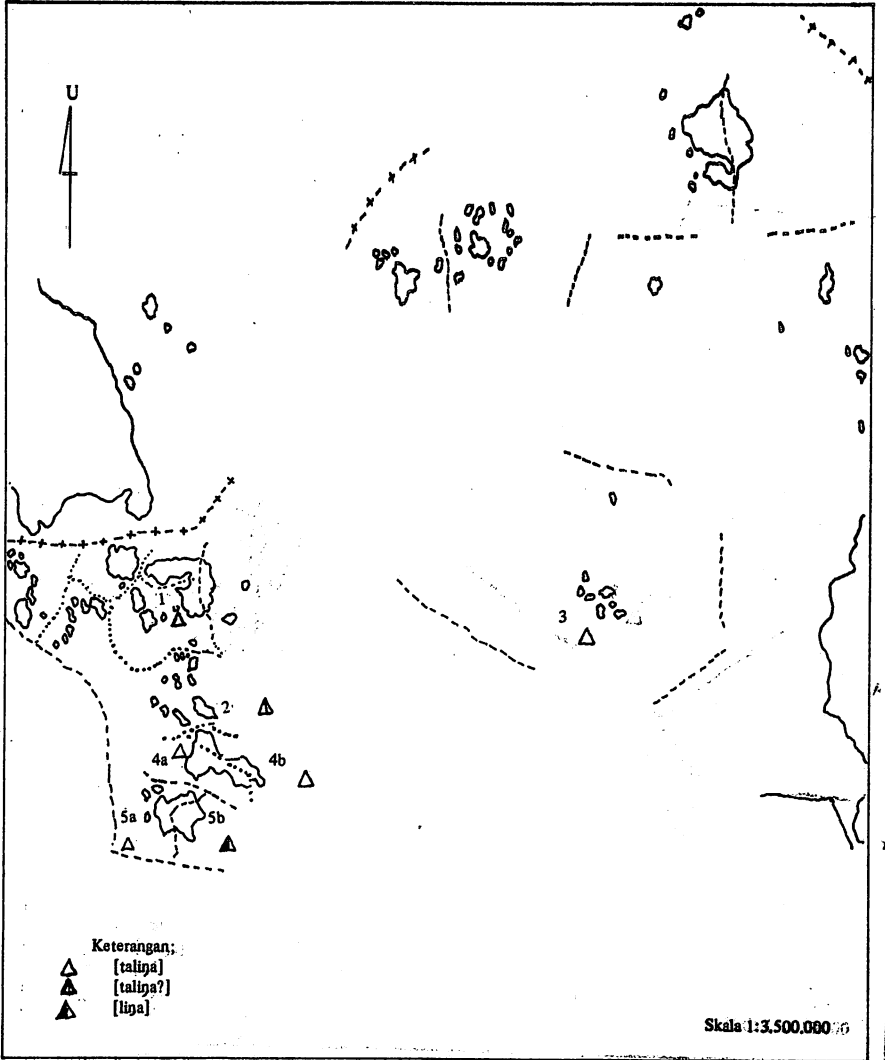 U
1
3
2
4a
4b
5a
5b
Keterangan;
[taliŋa]
[taliŋa?]
[liŋa]
Skala 1:3.500.000